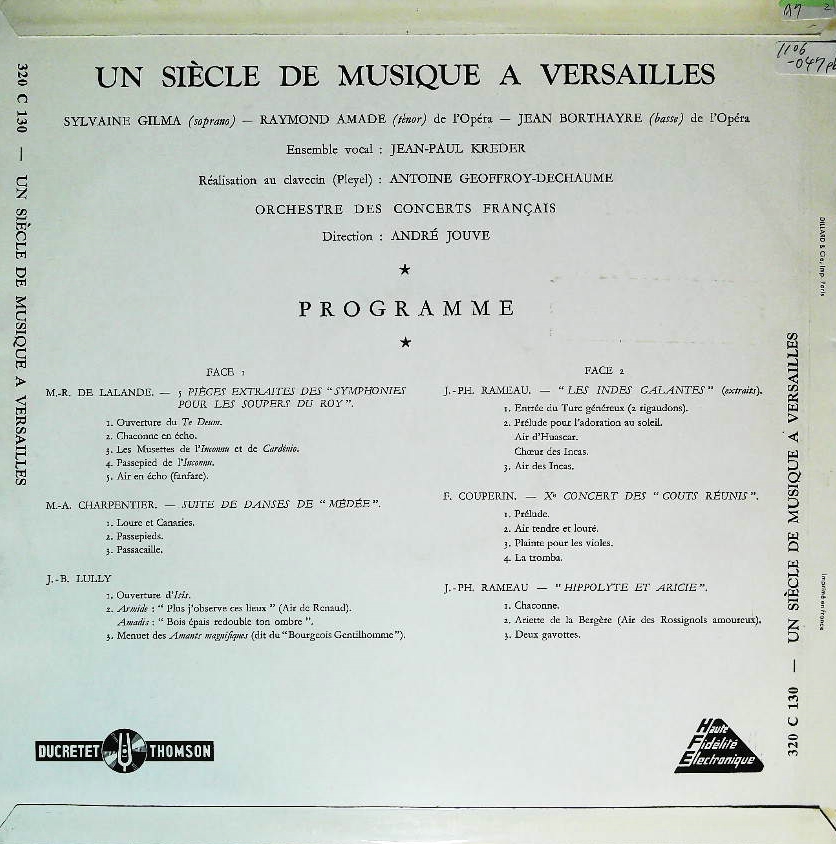 A7 2
1106
-047
UN SIÈCLE DE MUSIQUE A VERSAILLES
SYLVAINE GILMA (soprano) — RAYMOND AMADE (ténor) de l'Opéra — JEAN BORTHAYRE (basse) de l'Opéra
Ensemble vocal : JEAN-PAUL KREDER
Réalisation au clavecin (Pleyel) : ANTOINE GEOFFROY-DECHAUME
ORCHESTRE DES CONCERTS FRANÇAIS
Direction : ANDRÉ JOUVE
★
PROGRAMME
★
FACE 1
M.-R. DE LALANDE. — 5 PIÈCES EXTRAITES DES "SYMPHONIES
POUR LES SOUPERS DU ROY".
1. Ouverture du Te Deum.
2. Chaconne en écho.
3. Les Musettes de l'Inconnu et de Cardénio.
4. Passepied de l'Inconnu.
5. Air en écho (fanfare).
M.-A. CHARPENTIER. — SUITE DE DANSES DE "MÉDÉE".
1. Loure et Canaries.
2. Passepieds.
3. Passacaille.
J.-B. LULLY
1. Ouverture d'Isis.
2. Armide : " Plus j'observe ces lieux " (Air de Renaud).
Amadis : " Bois épais redouble ton ombre ".
3. Menuet des Amants magnifiques (dit du "Bourgeois Gentilhomme").
FACE 2
J.-PH. RAMEAU. — "LES INDES GALANTES" (extraits).
1. Entrée du Turc généreux (2 rigaudons).
2. Prélude pour l'adoration au soleil.
Air d'Huascar.
Chœur des Incas.
3. Air des Incas.
F. COUPERIN. — Xe CONCERT DES "GOUTS RÉUNIS".
1. Prélude.
2. Air tendre et louré.
3. Plainte pour les violes.
4. La tromba.
J.-PH. RAMEAU — "HIPPOLYTE ET ARICIE".
1. Chaconne.
2. Ariette de la Bergère (Air des Rossignols amoureux).
3. Deux gavottes.
DUCRETET THOMSON
Haute
Fidélité
Electronique
320 C 130 — UN SIÈCLE DE MUSIQUE A VERSAILLES
320 C 130 — UN SIÈCLE DE MUSIQUE A VERSAILLES
DILLARD & Cie, Imp. Paris
Imprimé en France